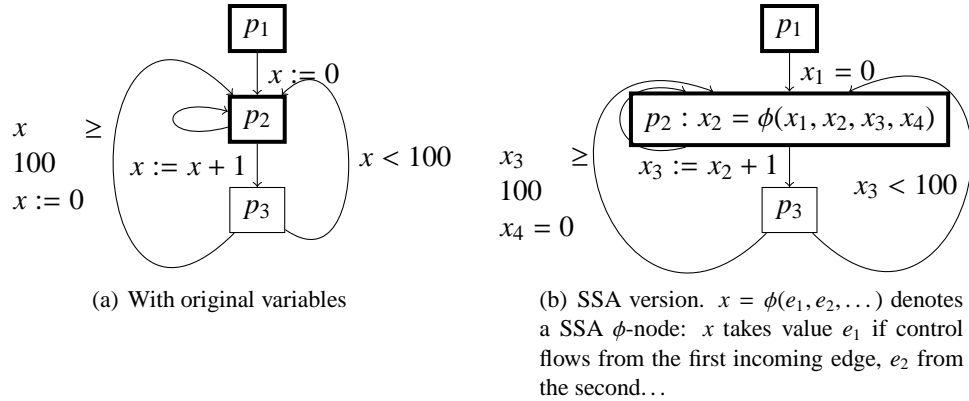 p₁
x := 0
p₂
x ≥
100
x := 0
x := x + 1
x < 100
p₃
(a) With original variables
p₁
x₁ = 0
p₂ : x₂ = ϕ(x₁, x₂, x₃, x₄)
x₃ ≥
100
x₄ = 0
x₃ := x₂ + 1
x₃ < 100
p₃
(b) SSA version. x = ϕ(e₁, e₂, . . .) denotes
a SSA ϕ-node: x takes value e₁ if control
flows from the first incoming edge, e₂ from
the second. . .